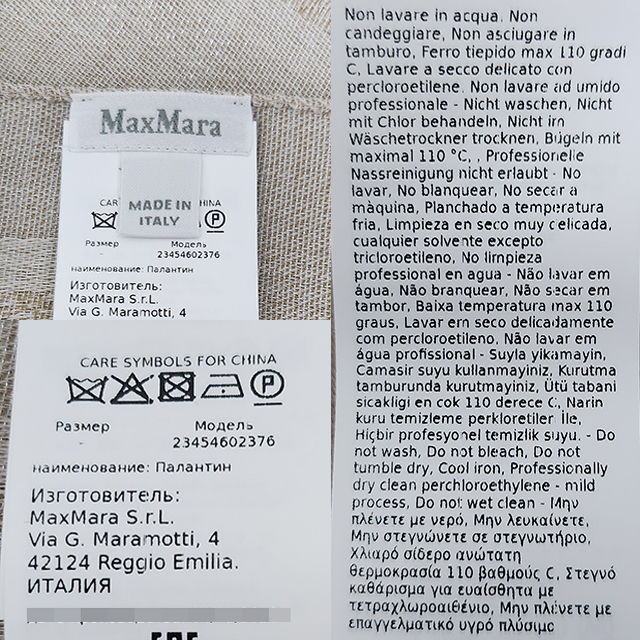 MaxMara
MADE IN
ITALY
CAR
HINA
Размер
Модель
-
23454602376
наименование: Палантин
Изготовитель:
MaxMara S.r.L.
Via G. Maramotti, 4
CARE SYMBOLS FOR CHINA
Размер
Модель
-
23454602376
наименование: Палантин
Изготовитель:
MaxMara S.r.L.
Via G. Maramotti, 4
42124 Reggio Emilia.
ИТАЛИЯ
Non lavare in acqua, Non
candeggiare, Non asciugare in
tamburo, Ferro tiepido max 110 gradi
C, Lavare a secco delicato con
percloroetilene. Non lavare ad umido
professionale - Nicht waschen, Nicht
mit Chlor behandeln, Nicht im
Wäschetrockner trocknen, Bügeln mit
maximal 110 °C, , Professionelle
Nassreinigung nicht erlaubt - No
lavar, No blanquear, No secar a
màquina, Planchado a temperatura
fria, Limpieza en seco muy delicada,
cualquier solvente excepto
tricloroetileno, No limpieza
professional en agua - Não lavar em
água, Não branquear, Não secar em
tambor, Baixa temperatura max 110
graus, Lavar em seco delicadamente
com percloroetileno, Não lavar em
água profissional - Suyla yikamayin,
Camasir suyu kullanmayiniz, Kurutma
tamburunda kurutmayiniz, Ütü tabani
sicakligi en cok 110 derece C, Narin
kuru temizleme perkloretiler İle,
Hiçbir profesyonel temizlik suyu. - Do
not wash, Do not bleach, Do not
tumble dry, Cool iron, Professionally
dry clean perchloroethylene - mild
process, Do not wet clean - Μην
πλένετε με νερό, Μην λευκαίνετε,
Μην στεγνώνετε σε στεγνωτήριο,
Χλιαρό σίδερο ανώτατη
θερμοκρασία 110 βαθμούς C, Στεγνό
καθάρισμα για ευαίσθητα με
τετραχλωροαιθένιο, Μην πλένετε με
επαγγελματικό υγρό πλύσιμο